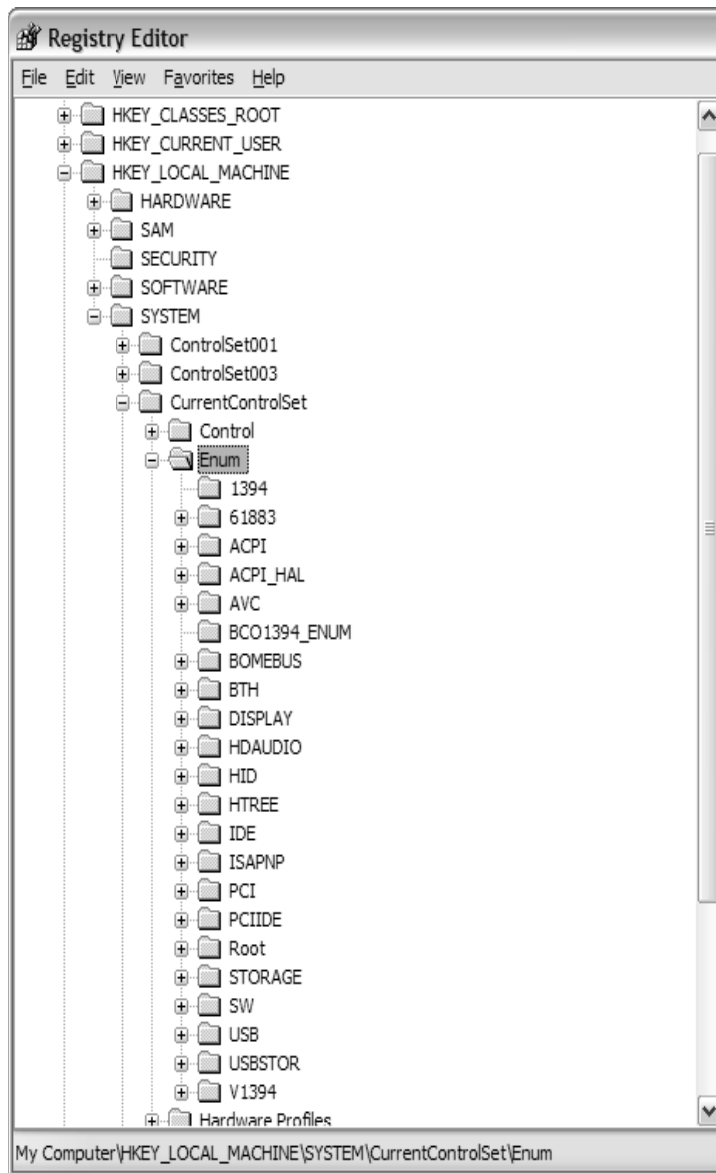 Registry Editor
File Edit View Favorites Help
HKEY_CLASSES_ROOT
HKEY_CURRENT_USER
HKEY_LOCAL_MACHINE
HARDWARE
SAM
SECURITY
SOFTWARE
SYSTEM
ControlSet001
ControlSet003
CurrentControlSet
Control
Enum
1394
61883
ACPI
ACPI_HAL
AVC
BCO1394_ENUM
BOMEBUS
BTH
DISPLAY
HDAUDIO
HID
HTREE
IDE
ISAPNP
PCI
PCIIDE
Root
STORAGE
SW
USB
USBSTOR
V1394
Hardware Profiles
My Computer\HKEY_LOCAL_MACHINE\SYSTEM\CurrentControlSet\Enum